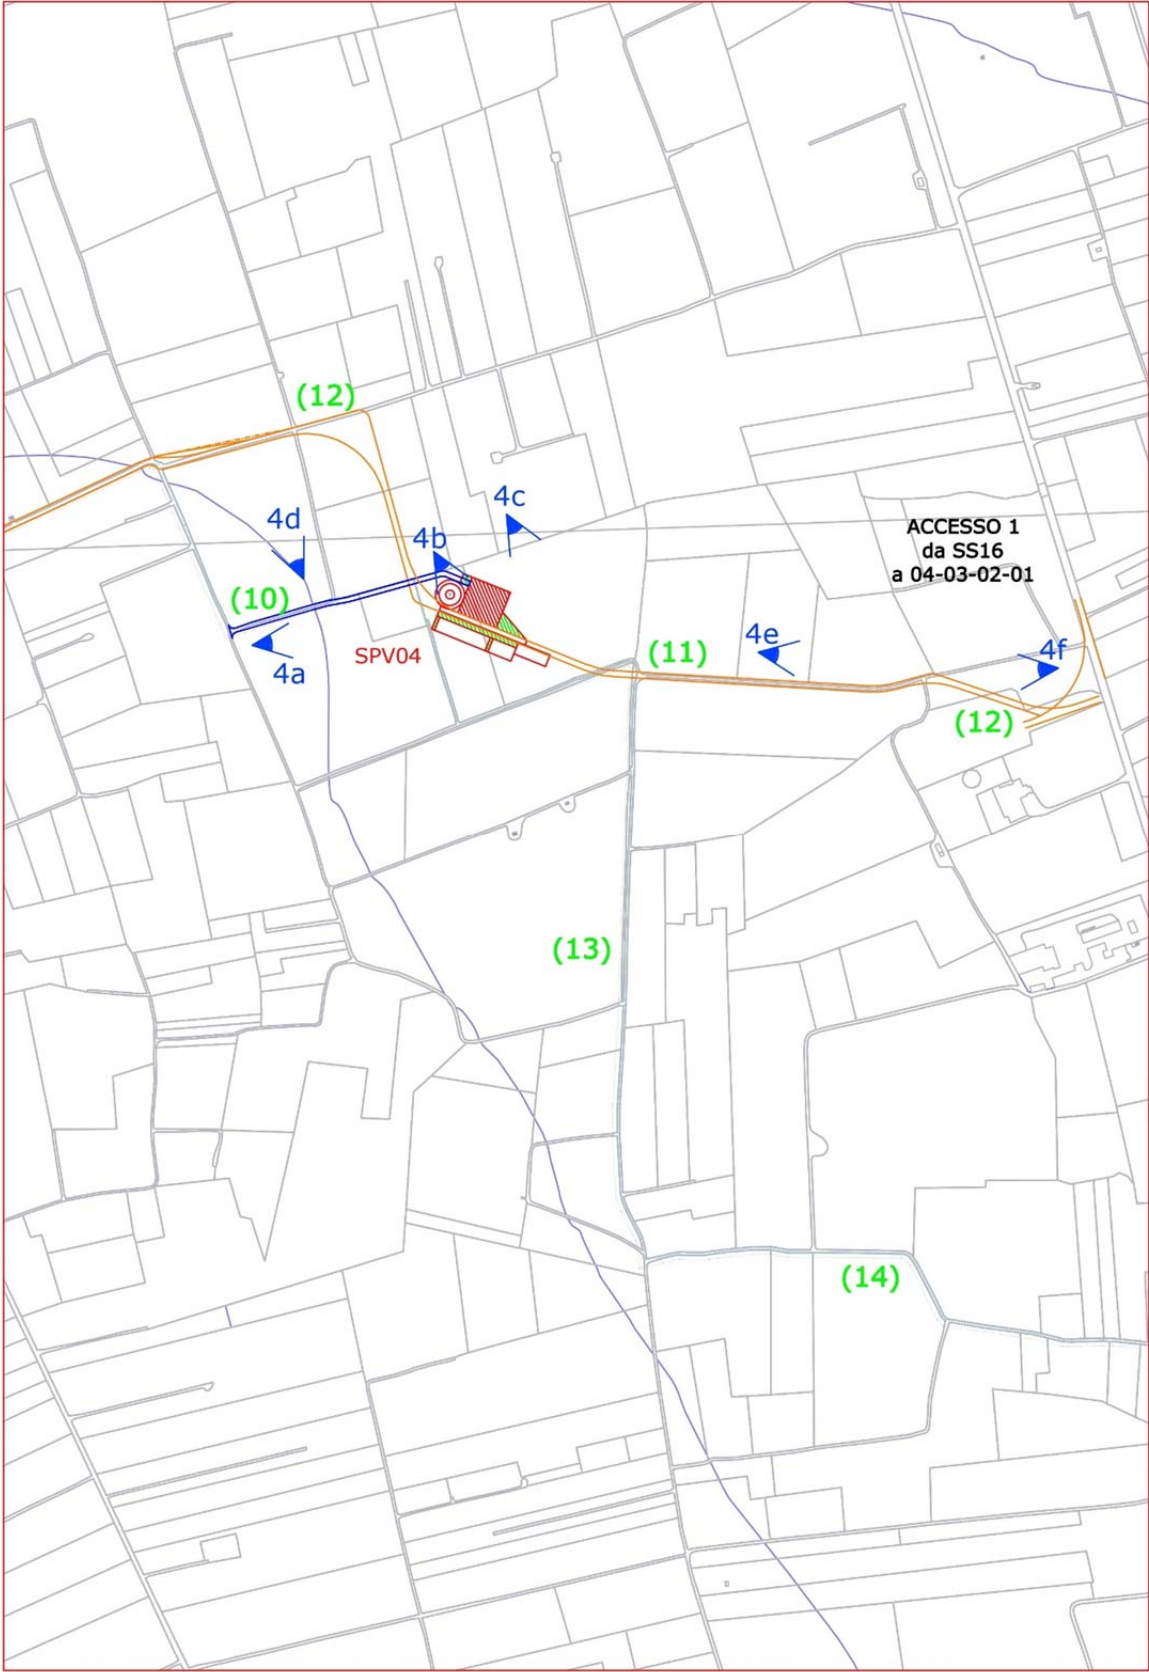 (12)
4c
4d
ACCESSO 1
da SS16
a 04-03-02-01
4b
(10)
4e
4f
SPV04
(11)
4a
(12)
(13)
(14)